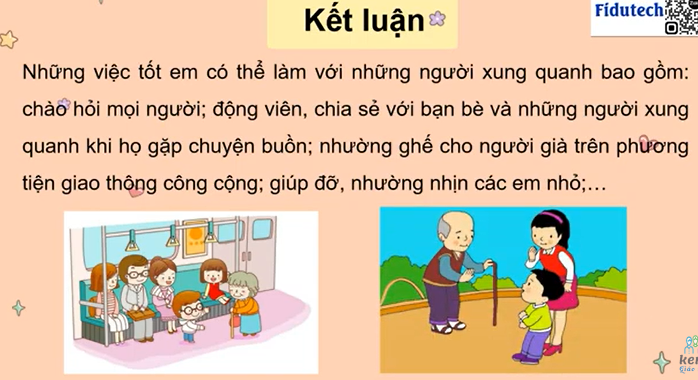 Kết luận
Fidutech
Những việc tốt em có thể làm với những người xung quanh bao gồm:
chào hỏi mọi người; động viên, chia sẻ với bạn bè và những người xung
quanh khi họ gặp chuyện buồn; nhường ghế cho người già trên phương
tiện giao thông công cộng; giúp đỡ, nhường nhịn các em nhỏ;…